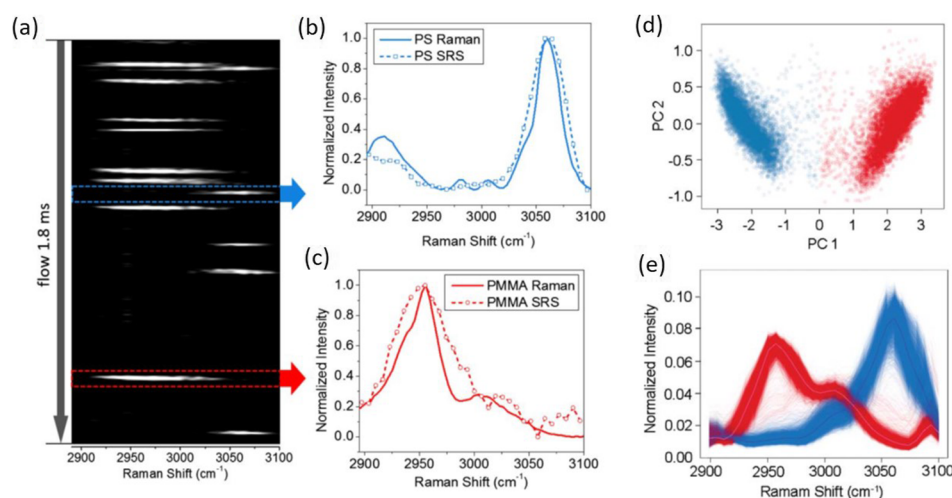 (a)
flow 1.8 ms
2900 2950 3000 3050 3100
Raman Shift (cm⁻¹)
(b)
PS Raman
PS SRS
Normalized Intensity
1.0
0.8
0.6
0.4
0.2
0.0
2900 2950 3000 3050 3100
Raman Shift (cm⁻¹)
(c)
PMMA Raman
PMMA SRS
Normalized Intensity
1.0
0.8
0.6
0.4
0.2
0.0
2900 2950 3000 3050 3100
Raman Shift (cm⁻¹)
(d)
PC 2
1.0
0.5
0.0
-0.5
-1.0
-3 -2 -1 0 1 2 3
PC 1
(e)
Normalized Intensity
0.10
0.08
0.06
0.04
0.02
0.00
2900 2950 3000 3050 3100
Ramam Shift (cm⁻¹)